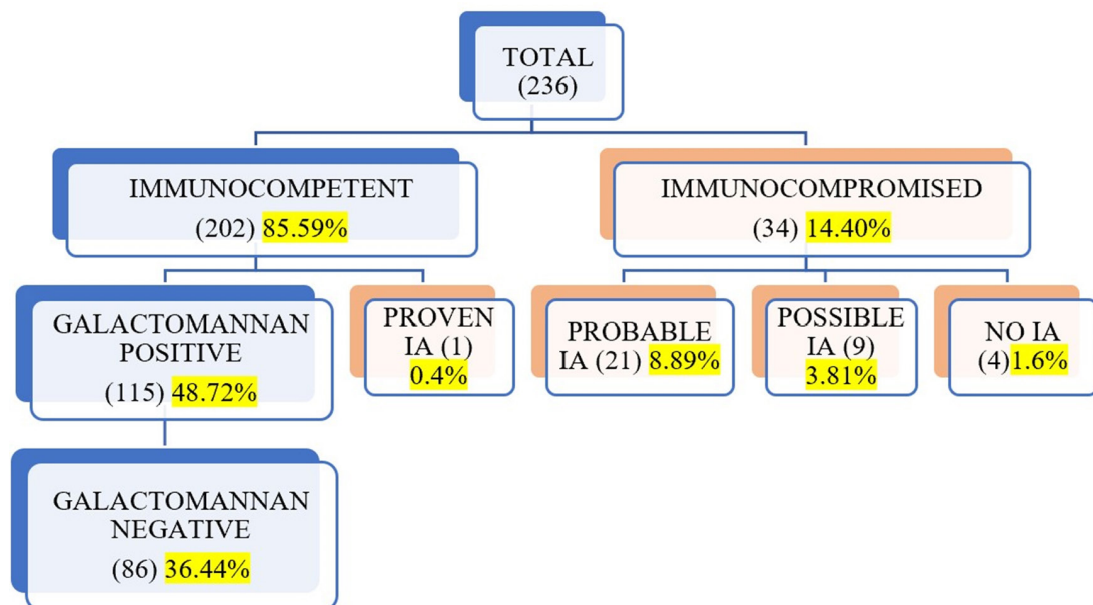 TOTAL
(236)
IMMUNOCOMPETENT
(202) 85.59%
IMMUNOCOMPROMISED
(34) 14.40%
GALACTOMANNAN
POSITIVE
(115) 48.72%
PROVEN
IA (1)
0.4%
PROBABLE
IA (21) 8.89%
POSSIBLE
IA (9)
3.81%
NO IA
(4)1.6%
GALACTOMANNAN
NEGATIVE
(86) 36.44%